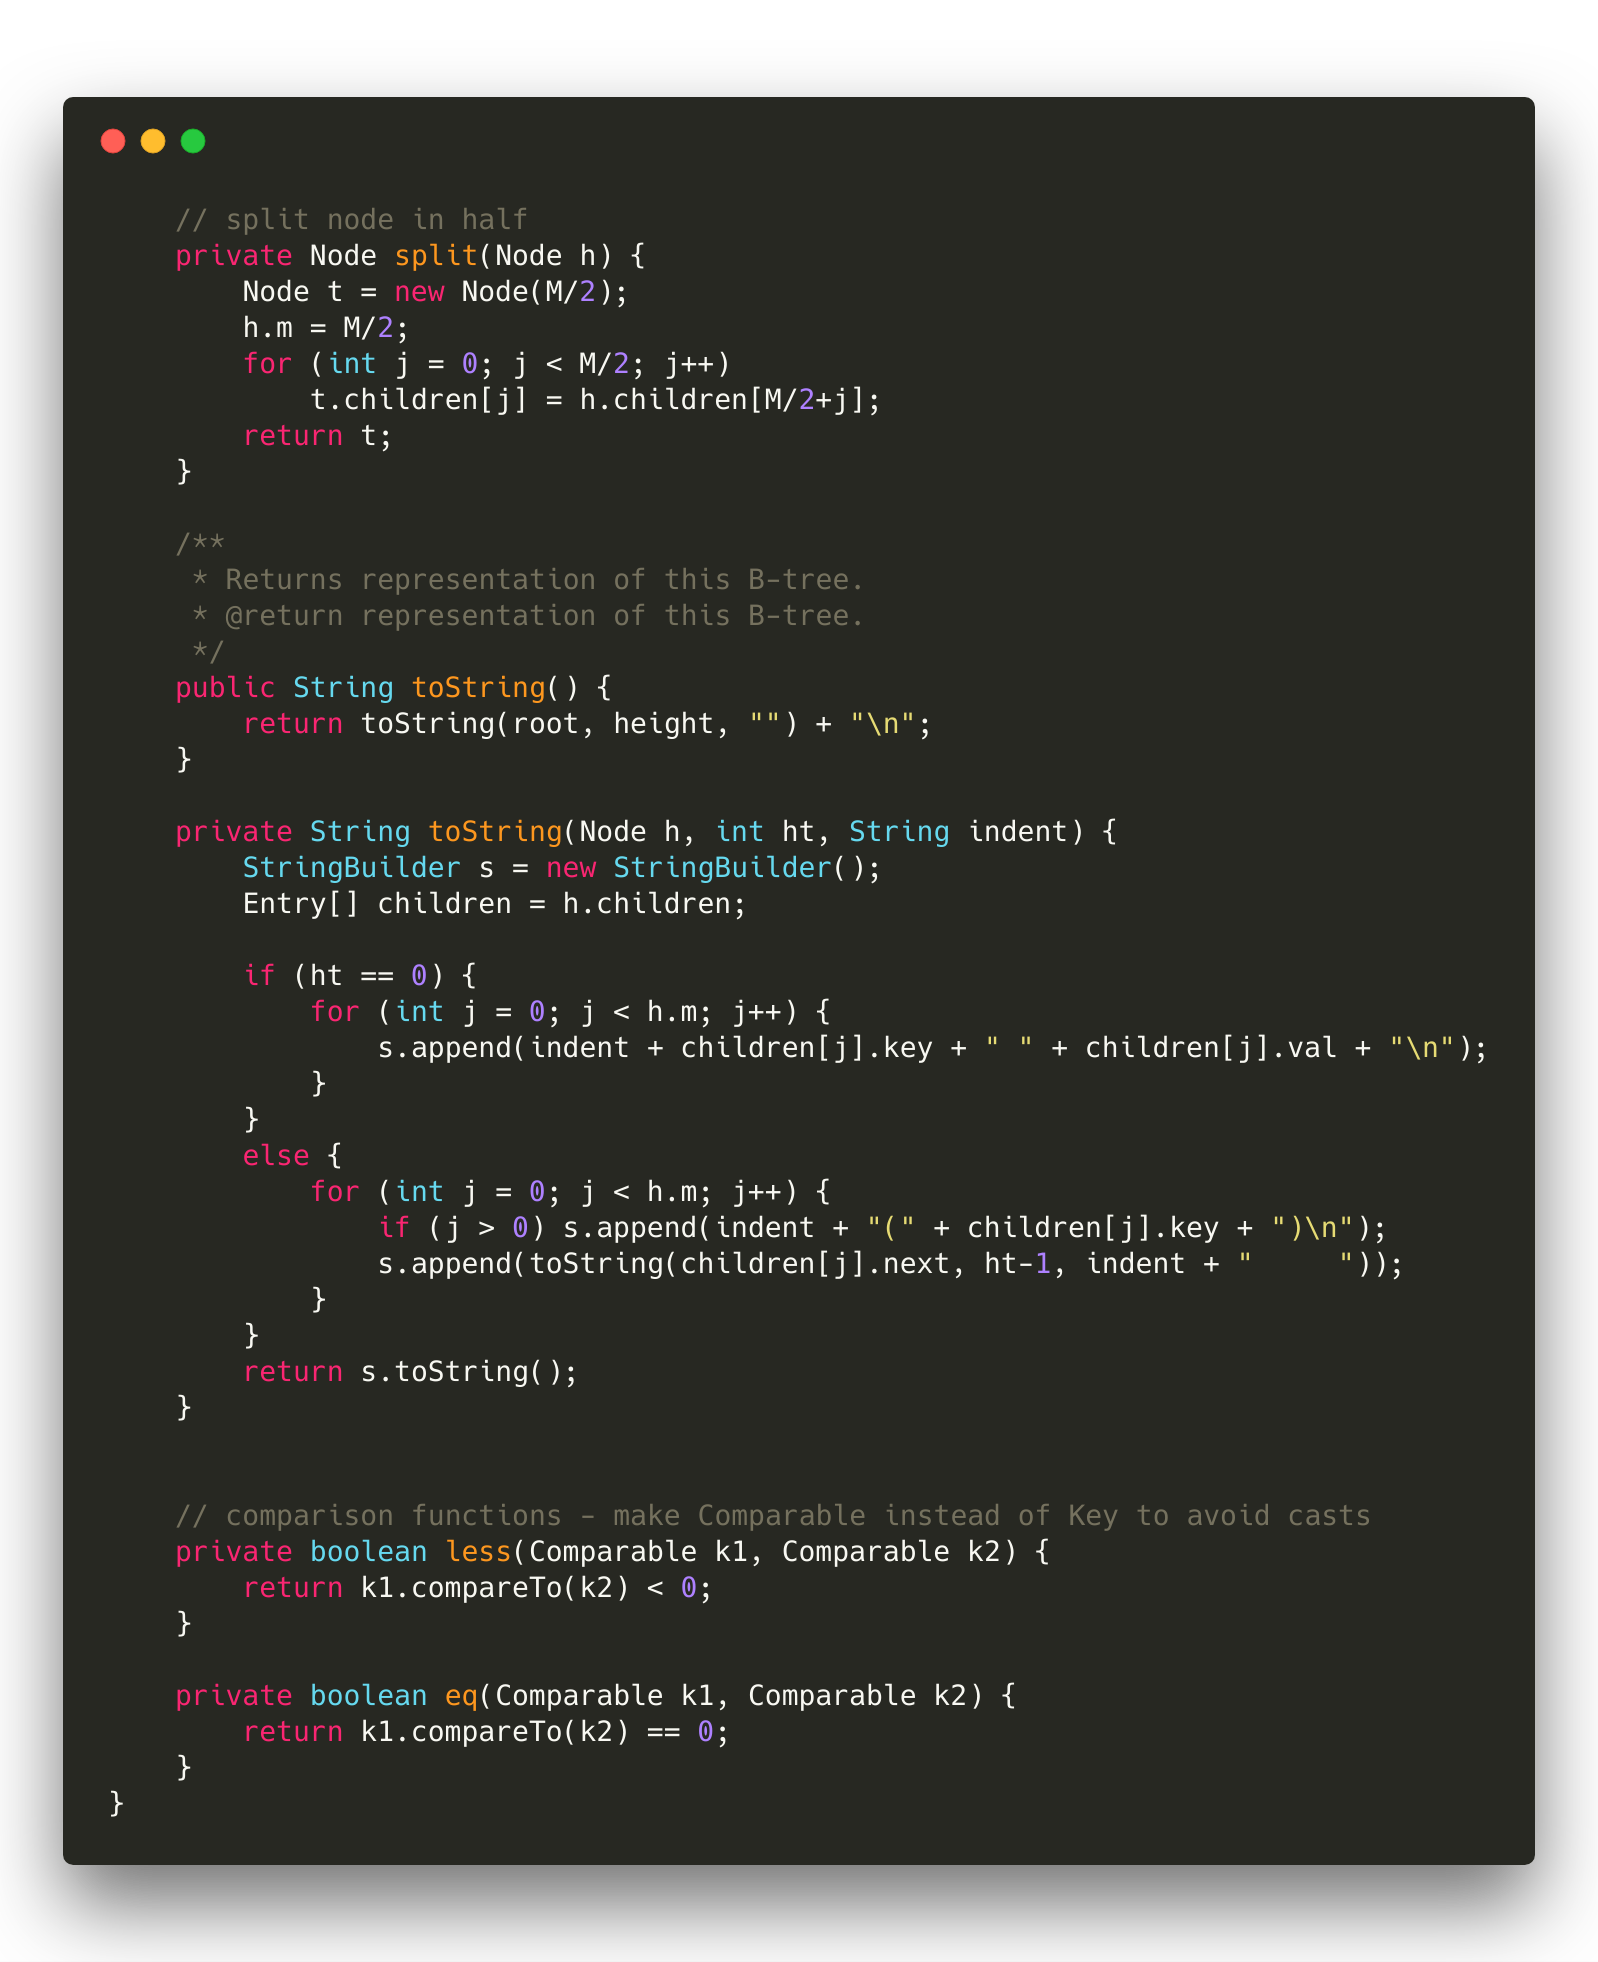 // split node in half
    private Node split(Node h) {
        Node t = new Node(M/2);
        h.m = M/2;
        for (int j = 0; j < M/2; j++)
            t.children[j] = h.children[M/2+j];
        return t;
    }

    /**
     * Returns representation of this B-tree.
     * @return representation of this B-tree.
     */
    public String toString() {
        return toString(root, height, "") + "\n";
    }

    private String toString(Node h, int ht, String indent) {
        StringBuilder s = new StringBuilder();
        Entry[] children = h.children;

        if (ht == 0) {
            for (int j = 0; j < h.m; j++) {
                s.append(indent + children[j].key + " " + children[j].val + "\n");
            }
        }
        else {
            for (int j = 0; j < h.m; j++) {
                if (j > 0) s.append(indent + "(" + children[j].key + ")\n");
                s.append(toString(children[j].next, ht-1, indent + "     "));
            }
        }
        return s.toString();
    }


    // comparison functions - make Comparable instead of Key to avoid casts
    private boolean less(Comparable k1, Comparable k2) {
        return k1.compareTo(k2) < 0;
    }

    private boolean eq(Comparable k1, Comparable k2) {
        return k1.compareTo(k2) == 0;
    }
}